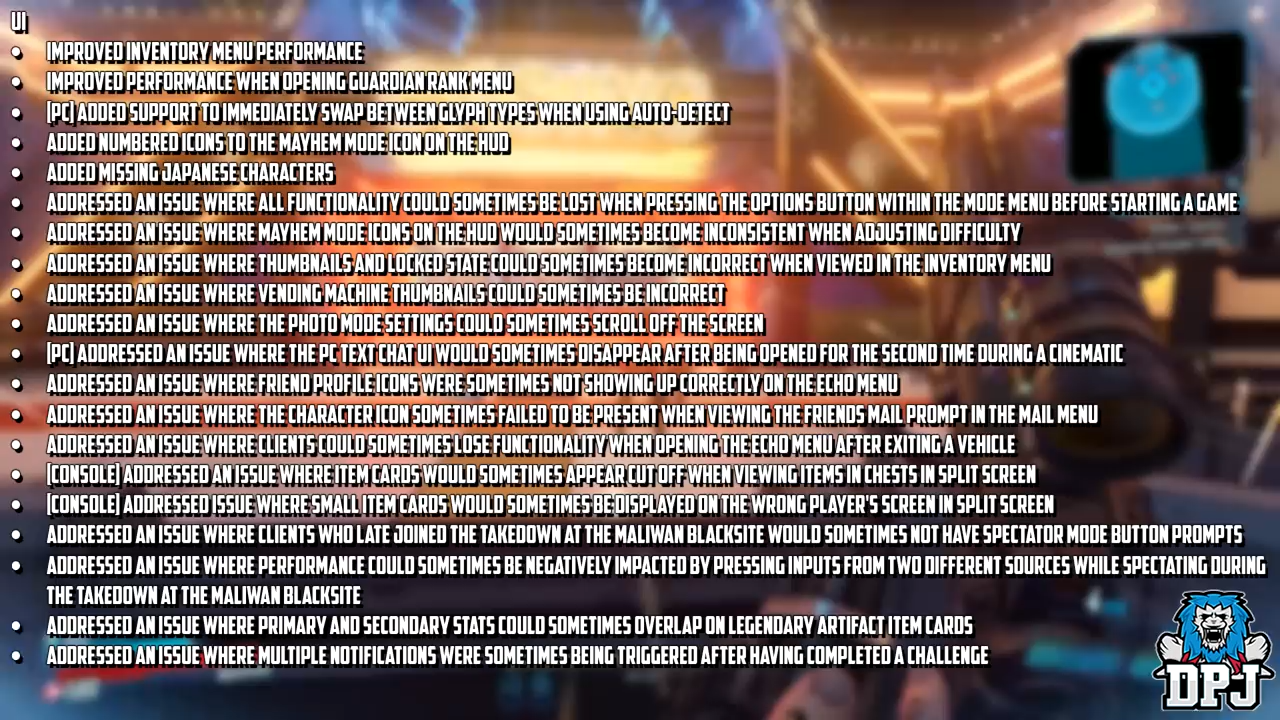 UI
• IMPROVED INVENTORY MENU PERFORMANCE
• IMPROVED PERFORMANCE WHEN OPENING GUARDIAN RANK MENU
• [PC] ADDED SUPPORT TO IMMEDIATELY SWAP BETWEEN GLYPH TYPES WHEN USING AUTO-DETECT
• ADDED NUMBERED ICONS TO THE MAYHEM MODE ICON ON THE HUD
• ADDED MISSING JAPANESE CHARACTERS
• ADDRESSED AN ISSUE WHERE ALL FUNCTIONALITY COULD SOMETIMES BE LOST WHEN PRESSING THE OPTIONS BUTTON WITHIN THE MODE MENU BEFORE STARTING A GAME
• ADDRESSED AN ISSUE WHERE MAYHEM MODE ICONS ON THE HUD WOULD SOMETIMES BECOME INCONSISTENT WHEN ADJUSTING DIFFICULTY
• ADDRESSED AN ISSUE WHERE THUMBNAILS AND LOCKED STATE COULD SOMETIMES BECOME INCORRECT WHEN VIEWED IN THE INVENTORY MENU
• ADDRESSED AN ISSUE WHERE VENDING MACHINE THUMBNAILS COULD SOMETIMES BE INCORRECT
• ADDRESSED AN ISSUE WHERE THE PHOTO MODE SETTINGS COULD SOMETIMES SCROLL OFF THE SCREEN
• [PC] ADDRESSED AN ISSUE WHERE THE PC TEXT CHAT UI WOULD SOMETIMES DISAPPEAR AFTER BEING OPENED FOR THE SECOND TIME DURING A CINEMATIC
• ADDRESSED AN ISSUE WHERE FRIEND PROFILE ICONS WERE SOMETIMES NOT SHOWING UP CORRECTLY ON THE ECHO MENU
• ADDRESSED AN ISSUE WHERE THE CHARACTER ICON SOMETIMES FAILED TO BE PRESENT WHEN VIEWING THE FRIENDS MAIL PROMPT IN THE MAIL MENU
• ADDRESSED AN ISSUE WHERE CLIENTS COULD SOMETIMES LOSE FUNCTIONALITY WHEN OPENING THE ECHO MENU AFTER EXITING A VEHICLE
• [CONSOLE] ADDRESSED AN ISSUE WHERE ITEM CARDS WOULD SOMETIMES APPEAR CUT OFF WHEN VIEWING ITEMS IN CHESTS IN SPLIT SCREEN
• [CONSOLE] ADDRESSED ISSUE WHERE SMALL ITEM CARDS WOULD SOMETIMES BE DISPLAYED ON THE WRONG PLAYER'S SCREEN IN SPLIT SCREEN
• ADDRESSED AN ISSUE WHERE CLIENTS WHO LATE JOINED THE TAKEDOWN AT THE MALIWAN BLACKSITE WOULD SOMETIMES NOT HAVE SPECTATOR MODE BUTTON PROMPTS
• ADDRESSED AN ISSUE WHERE PERFORMANCE COULD SOMETIMES BE NEGATIVELY IMPACTED BY PRESSING INPUTS FROM TWO DIFFERENT SOURCES WHILE SPECTATING DURING
THE TAKEDOWN AT THE MALIWAN BLACKSITE
• ADDRESSED AN ISSUE WHERE PRIMARY AND SECONDARY STATS COULD SOMETIMES OVERLAP ON LEGENDARY ARTIFACT ITEM CARDS
• ADDRESSED AN ISSUE WHERE MULTIPLE NOTIFICATIONS WERE SOMETIMES BEING TRIGGERED AFTER HAVING COMPLETED A CHALLENGE
DPJ